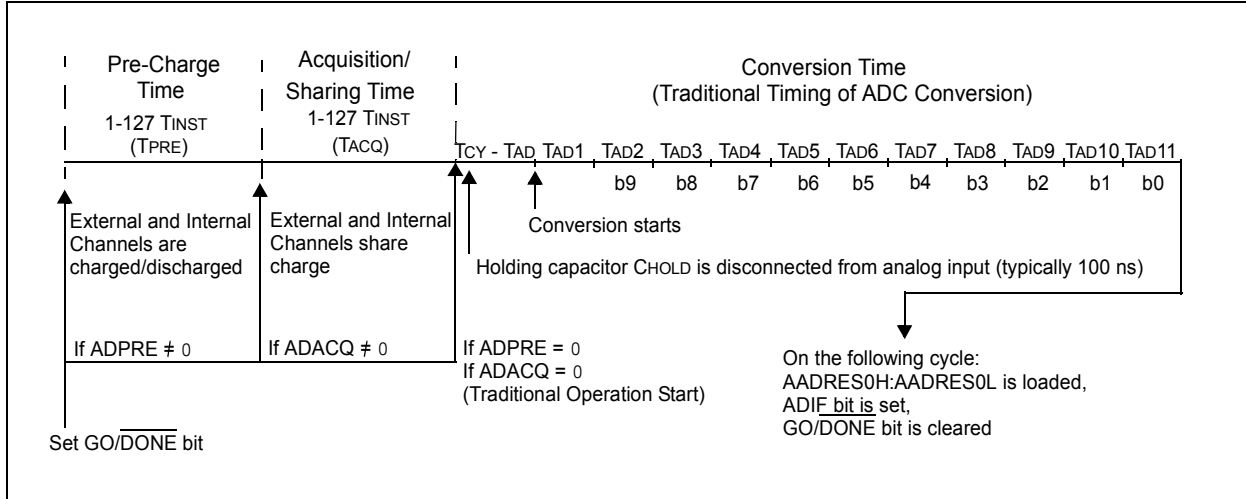 Pre-Charge
Time
1-127 TINST
(TPRE)
Acquisition/
Sharing Time
1-127 TINST
(TACQ)
Conversion Time
(Traditional Timing of ADC Conversion)
TCY - TAD TAD1 TAD2 TAD3 TAD4 TAD5 TAD6 TAD7 TAD8 TAD9 TAD10 TAD11
b9 b8 b7 b6 b5 b4 b3 b2 b1 b0
External and Internal
Channels are
charged/discharged
External and Internal
Channels share
charge
Conversion starts
Holding capacitor CHOLD is disconnected from analog input (typically 100 ns)
If ADPRE ≠ 0
If ADACQ ≠ 0
If ADPRE = 0
If ADACQ = 0
(Traditional Operation Start)
On the following cycle:
AADRES0H:AADRES0L is loaded,
ADIF bit is set,
GO/D̅O̅N̅E̅ bit is cleared
Set GO/D̅O̅N̅E̅ bit